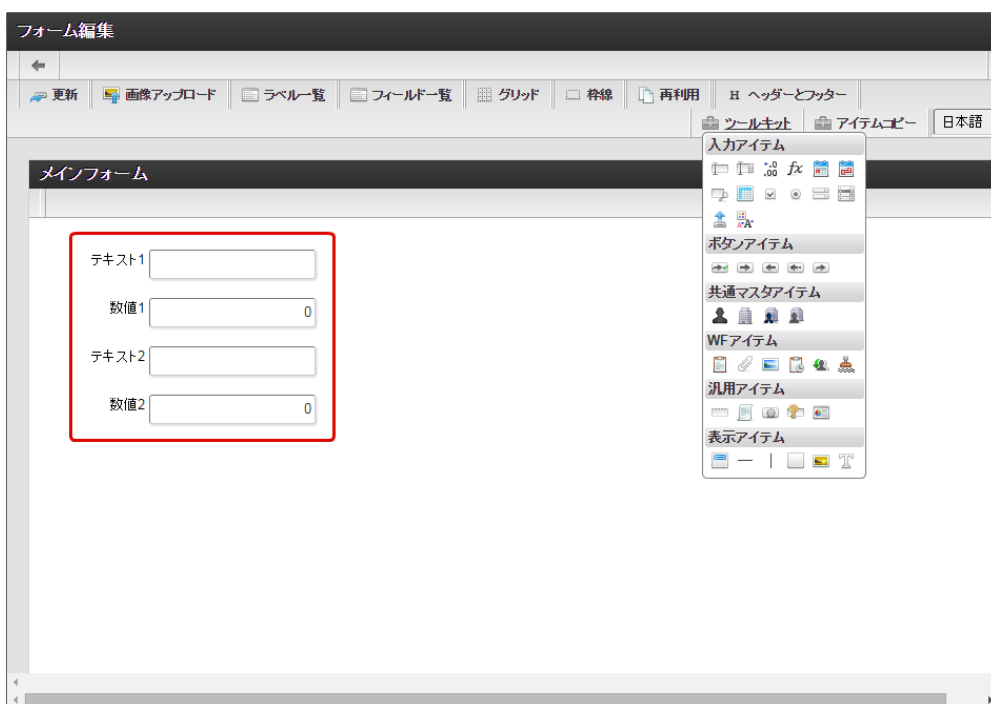 フォーム編集
更新 画像アップロード ラベル一覧 フィールド一覧 グリッド 枠線 再利用 H ヘッダーとフッター
ツールキット アイテムコピー 日本語
メインフォーム
テキスト1
数値1 0
テキスト2
数値2 0
入力アイテム
ボタンアイテム
共通マスタアイテム
WFアイテム
汎用アイテム
表示アイテム